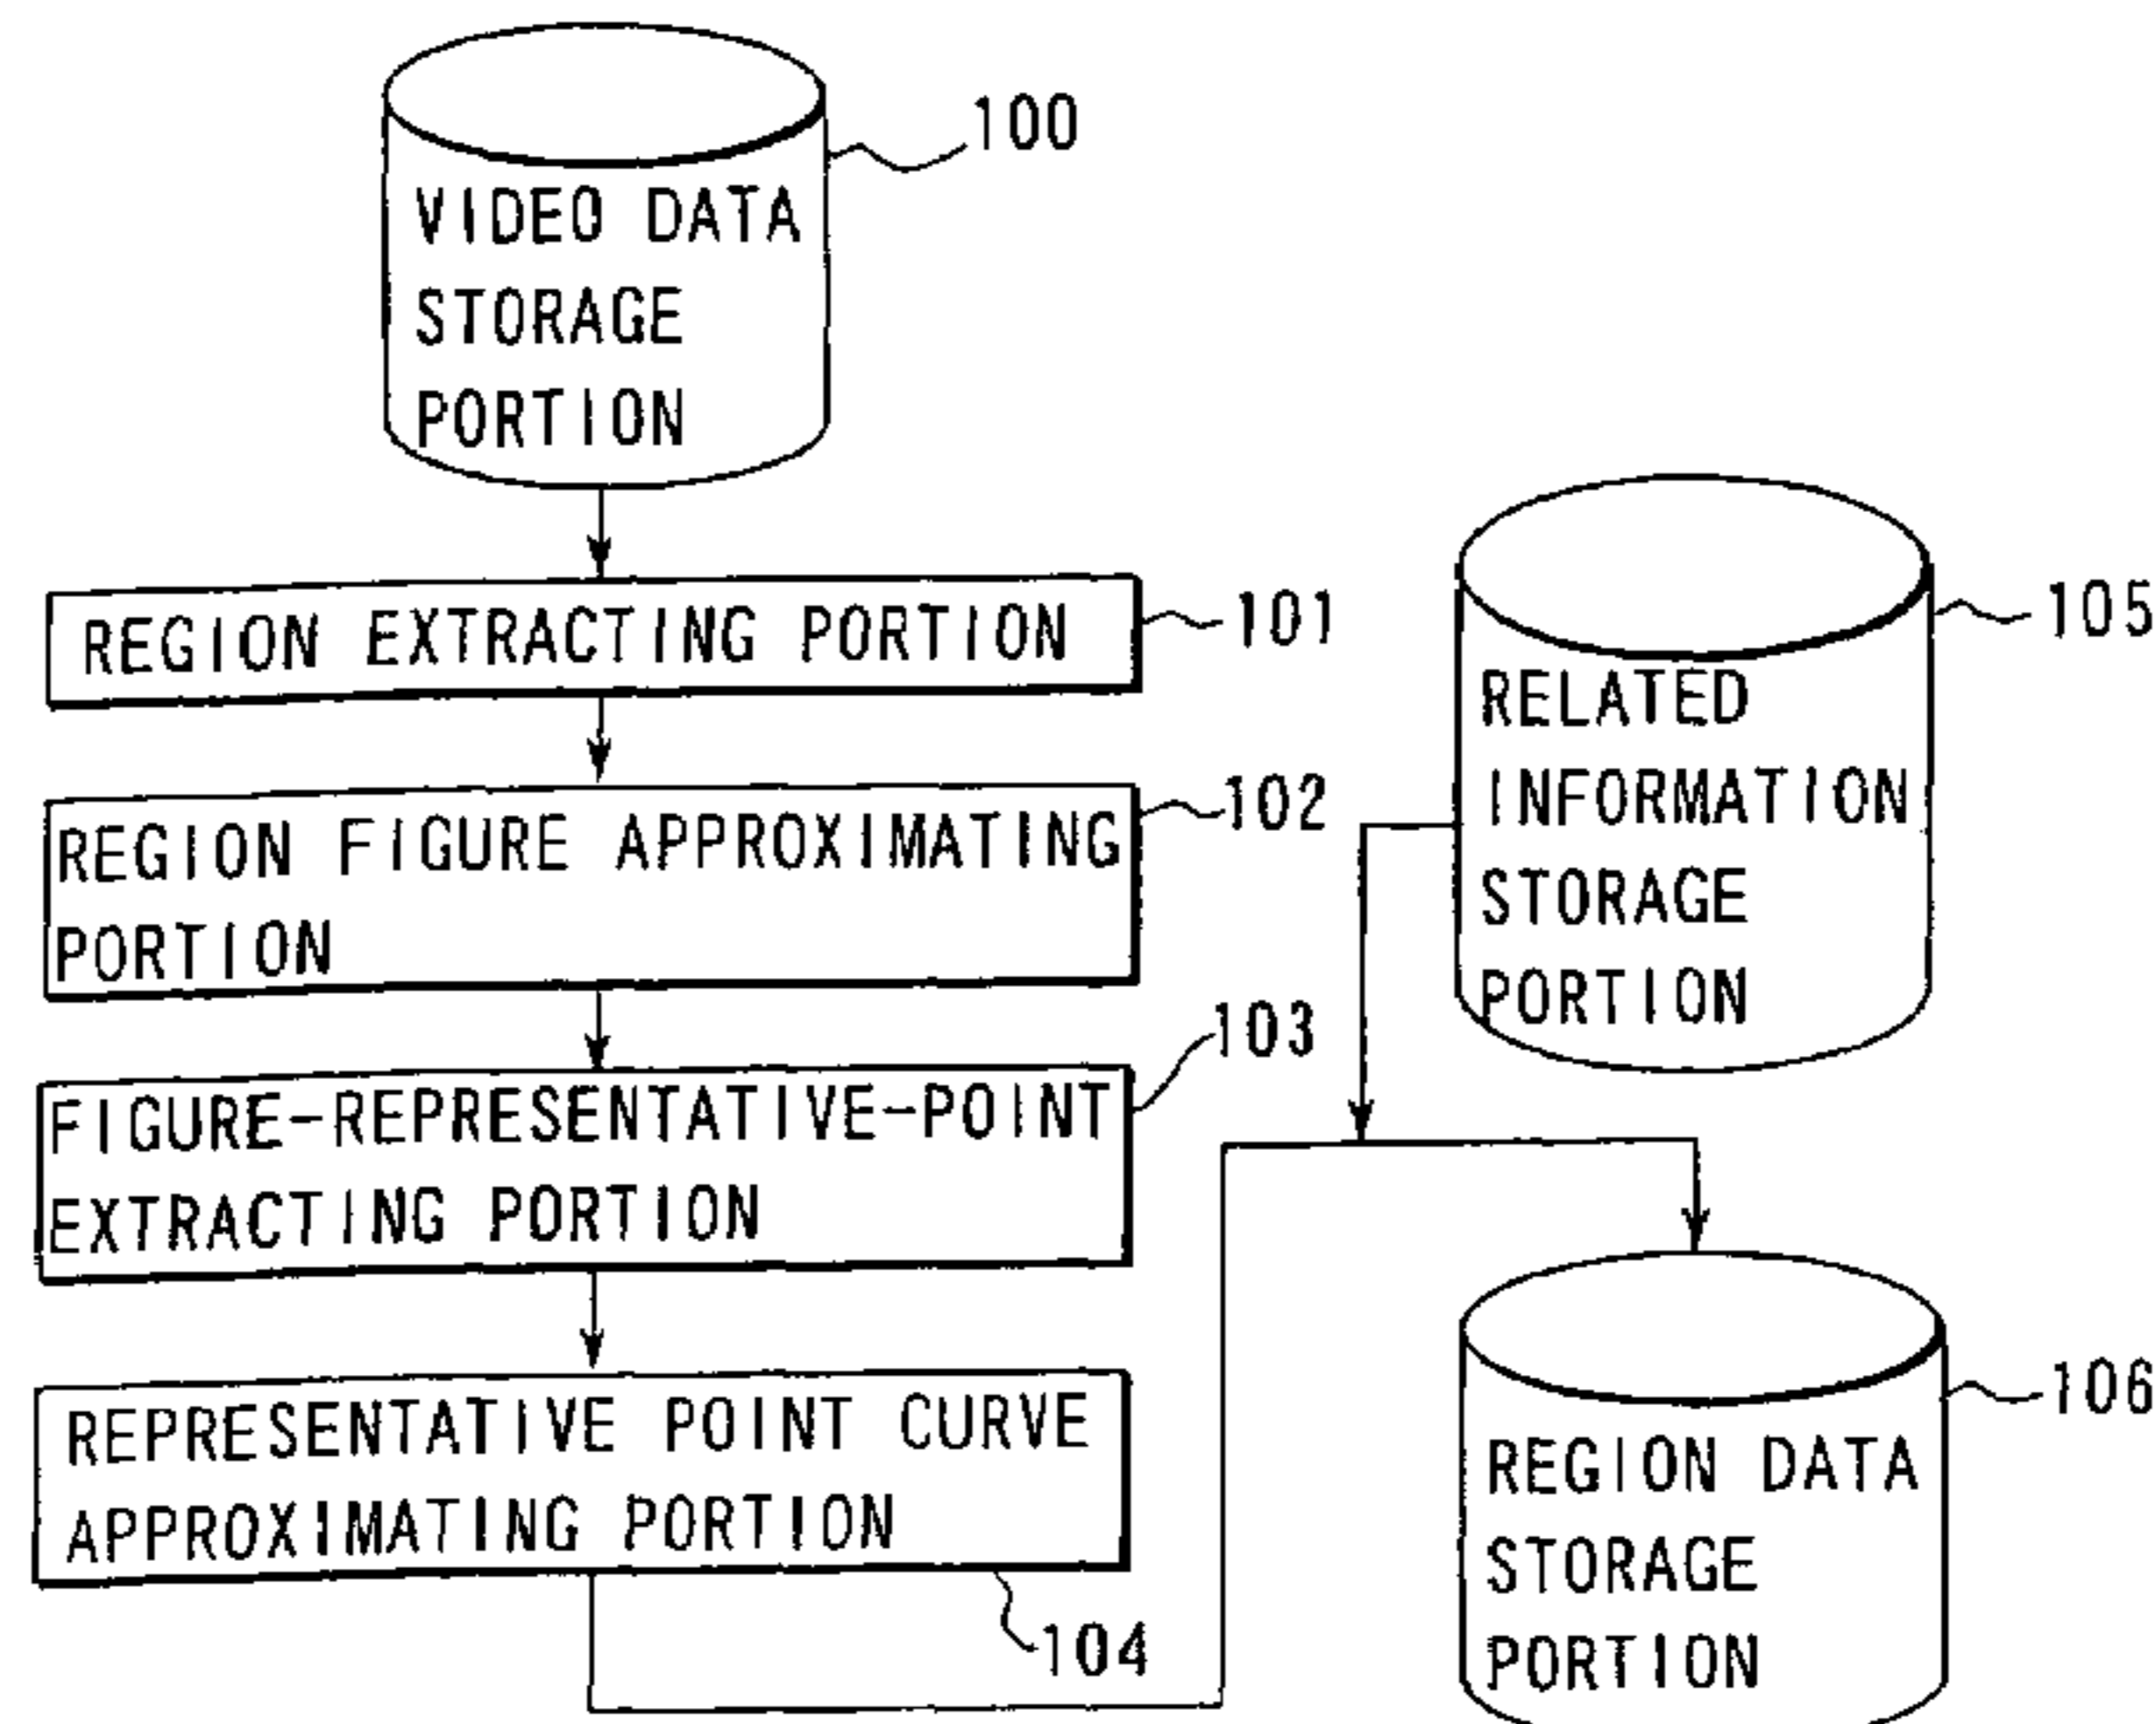 100
VIDEO DATA
STORAGE
PORTION
REGION EXTRACTING PORTION
101
REGION FIGURE APPROXIMATING
PORTION
102
FIGURE-REPRESENTATIVE-POINT
EXTRACTING PORTION
103
REPRESENTATIVE POINT CURVE
APPROXIMATING PORTION
104
105
RELATED
INFORMATION
STORAGE
PORTION
106
REGION DATA
STORAGE
PORTION